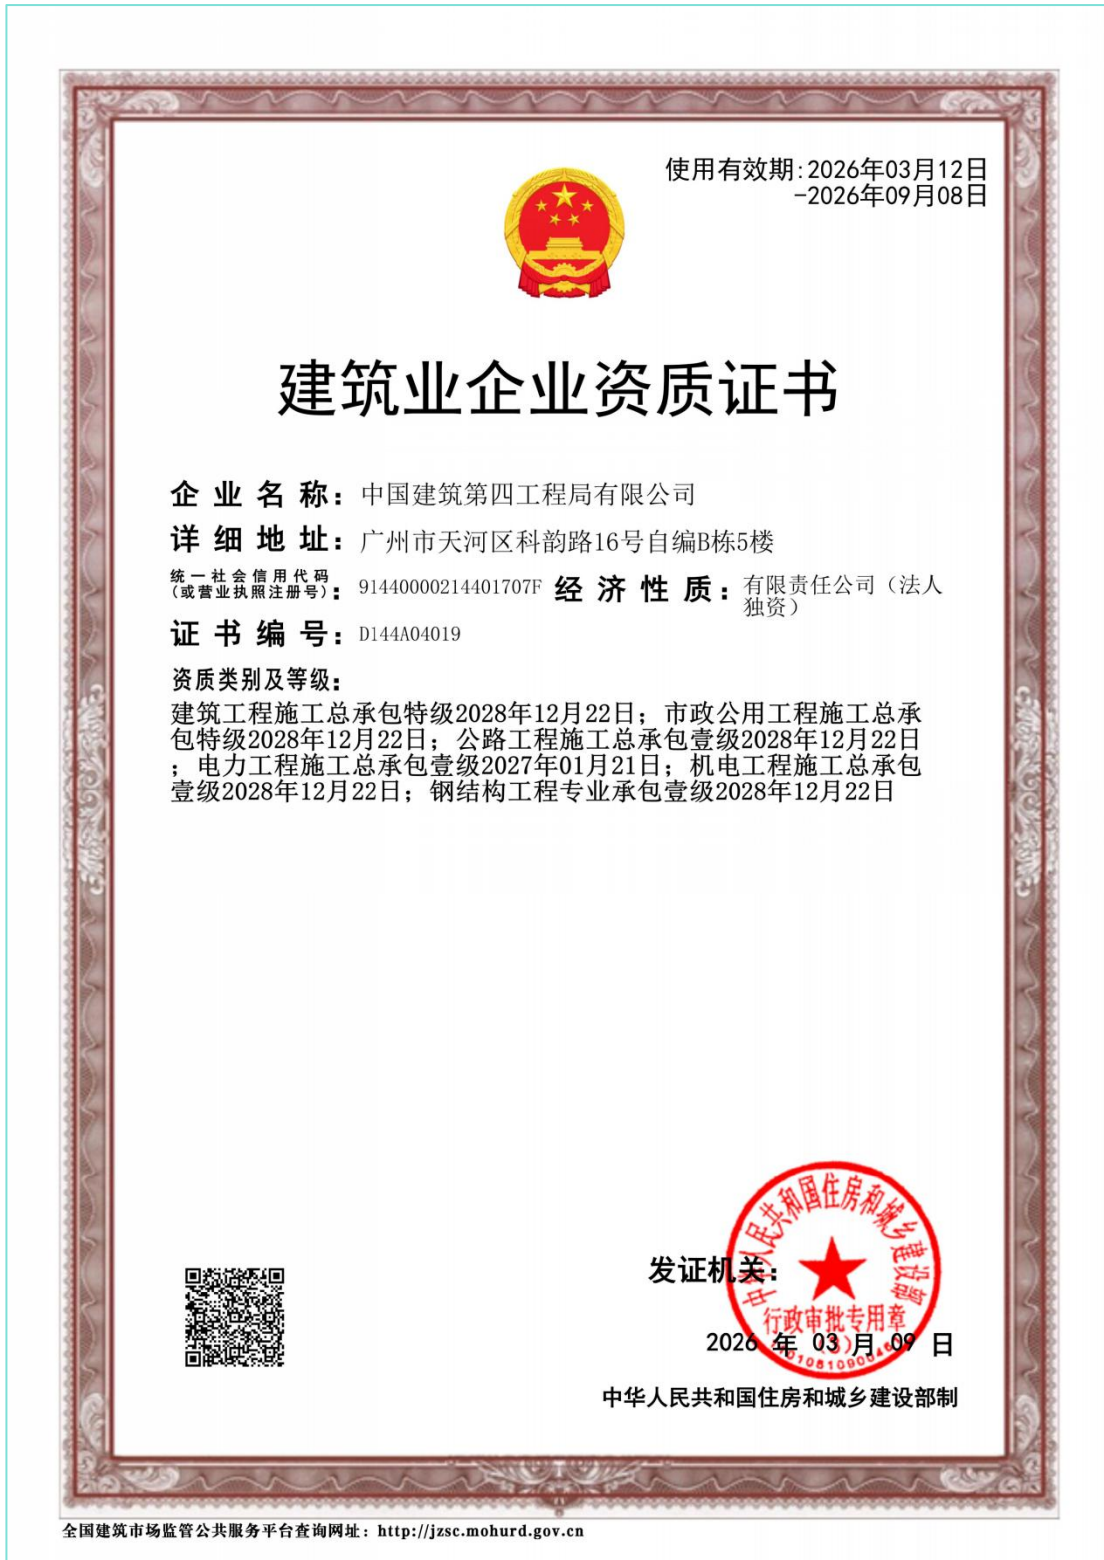 使用有效期:2026年03月12日
-2026年09月08日
建筑业企业资质证书
企业名称：中国建筑第四工程局有限公司
详细地址：广州市天河区科韵路16号自编B栋5楼
统一社会信用代码
(或营业执照注册号)：91440000214401707F 经济性质：有限责任公司（法人
独资）
证书编号：D144A04019
资质类别及等级：
建筑工程施工总承包特级2028年12月22日；市政公用工程施工总承
包特级2028年12月22日；公路工程施工总承包壹级2028年12月22日
；电力工程施工总承包壹级2027年01月21日；机电工程施工总承包
壹级2028年12月22日；钢结构工程专业承包壹级2028年12月22日
中华人民共和国住房和城乡建设部
发证机关：
行政审批专用章
2026 年 03 月 09 日
中华人民共和国住房和城乡建设部制
全国建筑市场监管公共服务平台查询网址：http://jzsc.mohurd.gov.cn